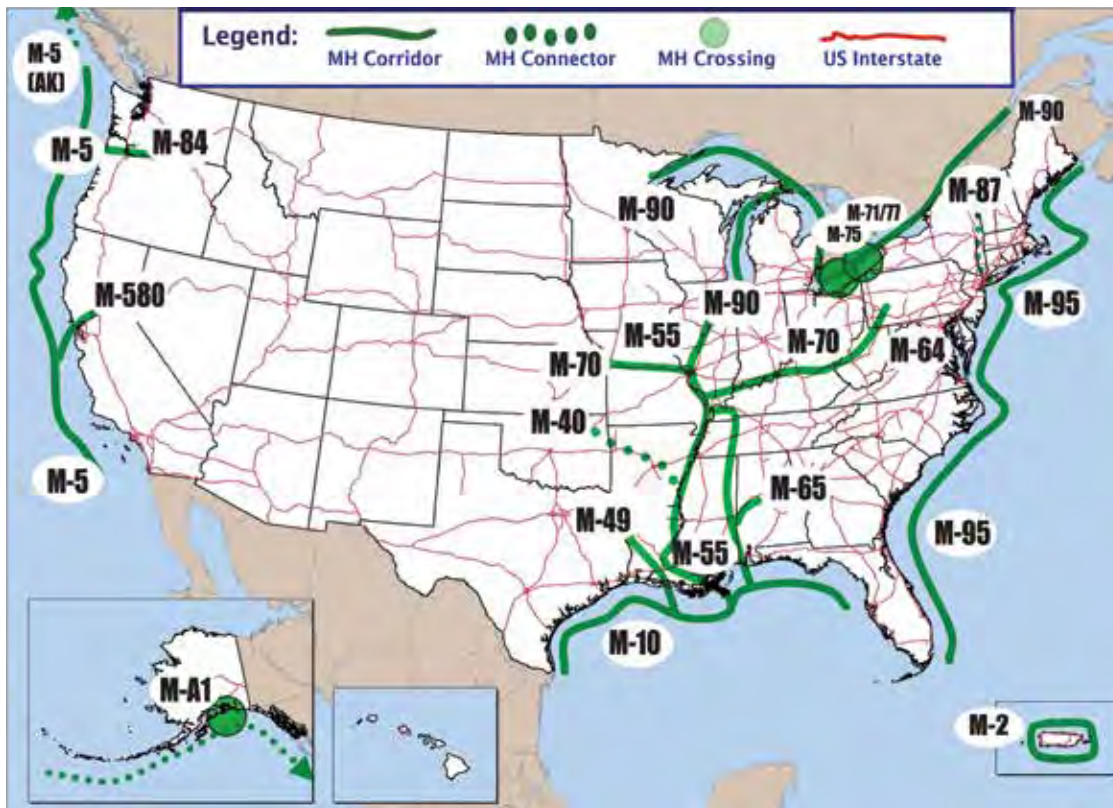 Legend:
MH Corridor
MH Connector
MH Crossing
US Interstate
M-5
(AK)
M-5
M-84
M-90
M-90
M-87
M-71/77
M-75
M-580
M-90
M-95
M-55
M-70
M-70
M-64
M-40
M-5
M-65
M-49
M-55
M-95
M-10
M-A1
M-2